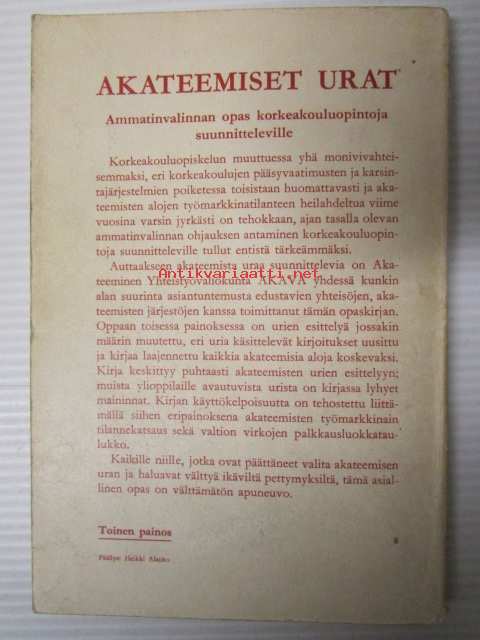 AKATEEMISET URAT
Ammatinvalinnan opas korkeakouluopintoja
suunnitteleville
Korkeakouluopiskelun muuttuessa yhä monivivahtei-
semmaksi, eri korkeakoulujen pääsyvaatimusten ja karsin-
tajärjestelmien poiketessa toisistaan huomattavasti ja aka-
teemisten alojen työmarkkinatilanteen heilahdeltua viime
vuosina varsin jyrkästi on tehokkaan, ajan tasalla olevan
ammatinvalinnan ohjauksen antaminen korkeakouluopin-
toja suunnitteleville tullut entistä tärkeämmäksi.
Auttaakseen akateemista uraa suunnittelevia on Aka-
Antikvariaatti.net
teeminen Yhteistyövaliokunta AKAVA yhdessä kunkin
alan suurinta asiantuntemusta edustavien yhteisöjen, aka-
teemisten järjestöjen kanssa toimittanut tämän opaskirjan.
Oppaan toisessa painoksessa on urien esittelyä jossakin
määrin muutettu, eri uria käsittelevät kirjoitukset uusittu
ja kirjaa laajennettu kaikkia akateemisia aloja koskevaksi.
Kirja keskittyy puhtaasti akateemisten urien esittelyyn;
muista ylioppilaille avautuvista urista on kirjassa lyhyet
maininnat. Kirjan käyttökelpoisuutta on tehostettu liittä-
mällä siihen eripainoksena akateemisten työmarkkinain
tilannekatsaus sekä valtion virkojen palkkausluokkatau-
lukko.
Kaikille niille, jotka ovat päättäneet valita akateemisen
uran ja haluavat välttyä ikäviltä pettymyksiltä, tämä asial-
linen opas on välttämätön apuneuvo.
Toinen painos
Päällys: Heikki